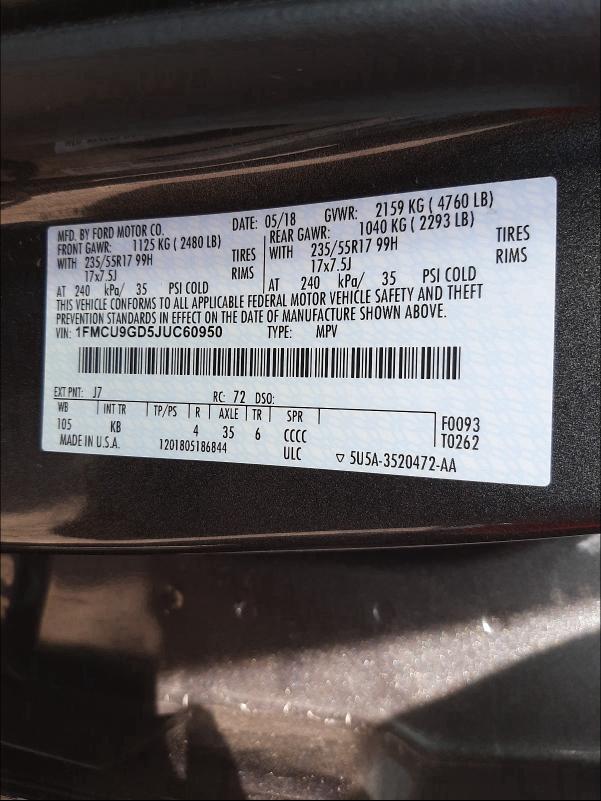 MFD. BY FORD MOTOR CO. DATE: 05/18 GVWR: 2159 KG ( 4760 LB)
FRONT GAWR: 1125 KG ( 2480 LB) REAR GAWR: 1040 KG ( 2293 LB)
WITH 235/55R17 99H TIRES WITH 235/55R17 99H TIRES
17x7.5J RIMS 17x7.5J RIMS
AT 240 kPa/ 35 PSI COLD AT 240 kPa/ 35 PSI COLD
THIS VEHICLE CONFORMS TO ALL APPLICABLE FEDERAL MOTOR VEHICLE SAFETY AND THEFT
PREVENTION STANDARDS IN EFFECT ON THE DATE OF MANUFACTURE SHOWN ABOVE.
VIN: 1FMCU9GD5JUC60950 TYPE: MPV
EXT PNT: J7 RC: 72 DSO:
WB INT TR TP/PS R AXLE TR SPR F0093
105 KB 4 35 6 CCCC T0262
MADE IN U.S.A. 1201805186844 ULC ▽ 5U5A-3520472-AA